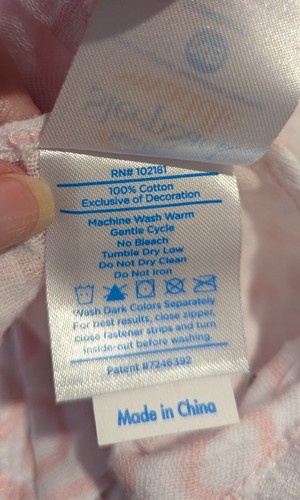 RN# 102181
100% Cotton
Exclusive of Decoration
Machine Wash Warm
Gentle Cycle
No Bleach
Tumble Dry Low
Do Not Dry Clean
Do Not Iron
Wash Dark Colors Separately
For best results, close zipper,
close fastener strips and turn
inside-out before washing.
Patent #7246392
Made in China